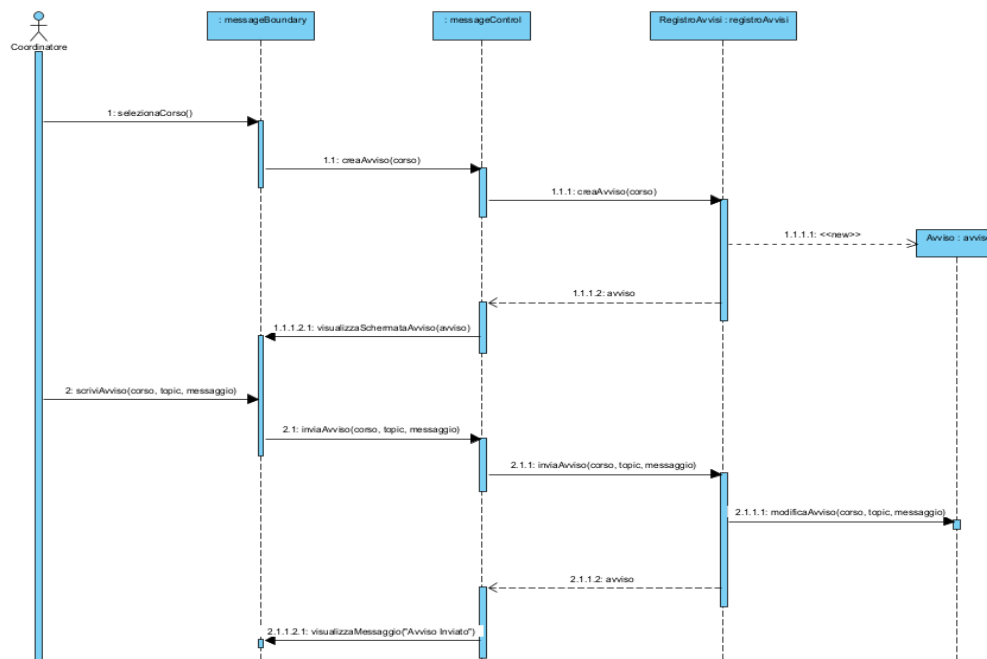 : messageBoundary
: messageControl
RegistroAvvisi : registroAvvisi
Coordinatore
1: selezionaCorso()
1.1: creaAvviso(corso)
1.1.1: creaAvviso(corso)
1.1.1.1: <<new>>
Avviso : avviso
1.1.1.2: avviso
1.1.1.2.1: visualizzaSchermataAvviso(avviso)
2: scriviAvviso(corso, topic, messaggio)
2.1: inviaAvviso(corso, topic, messaggio)
2.1.1: inviaAvviso(corso, topic, messaggio)
2.1.1.1: modificaAvviso(corso, topic, messaggio)
2.1.1.2: avviso
2.1.1.2.1: visualizzaMessaggio("Avviso Inviato")